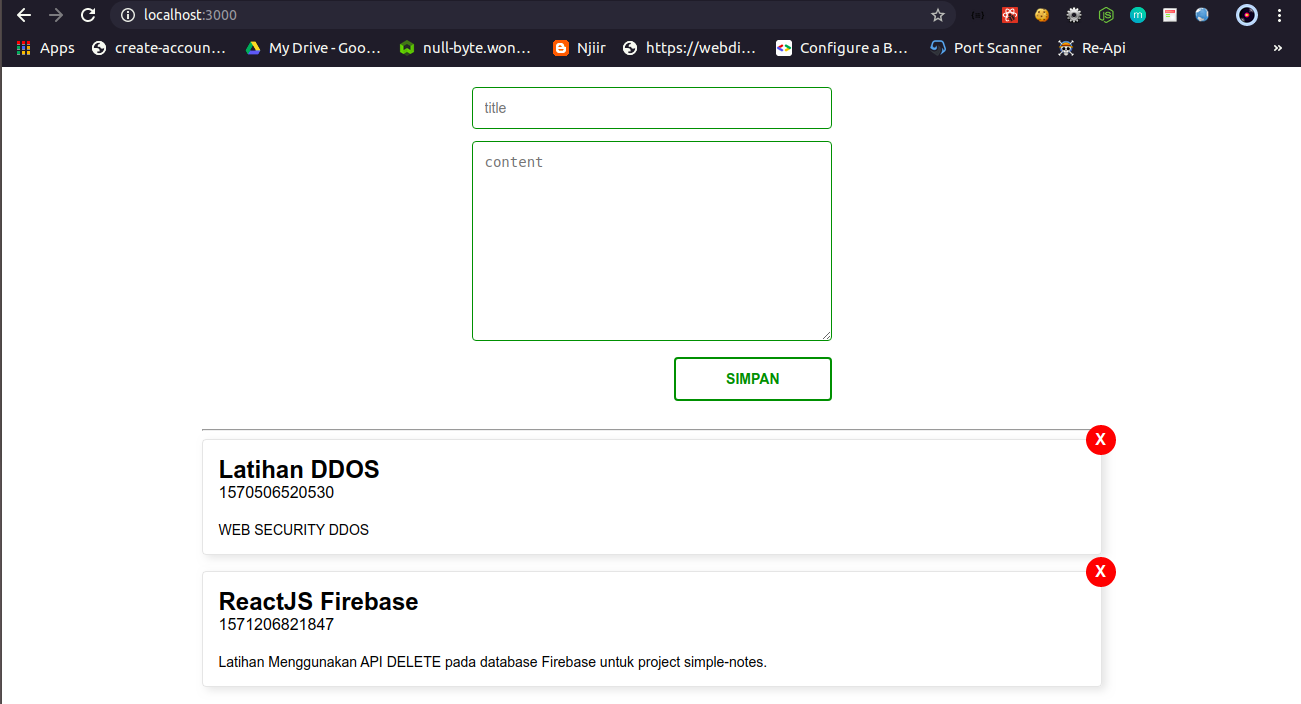 localhost:3000
Apps create-accoun... My Drive - Goo... null-byte.won... Njiir https://webdi... Configure a B... Port Scanner Re-Api »
title
content
SIMPAN
X
Latihan DDOS
1570506520530
WEB SECURITY DDOS
X
ReactJS Firebase
1571206821847
Latihan Menggunakan API DELETE pada database Firebase untuk project simple-notes.